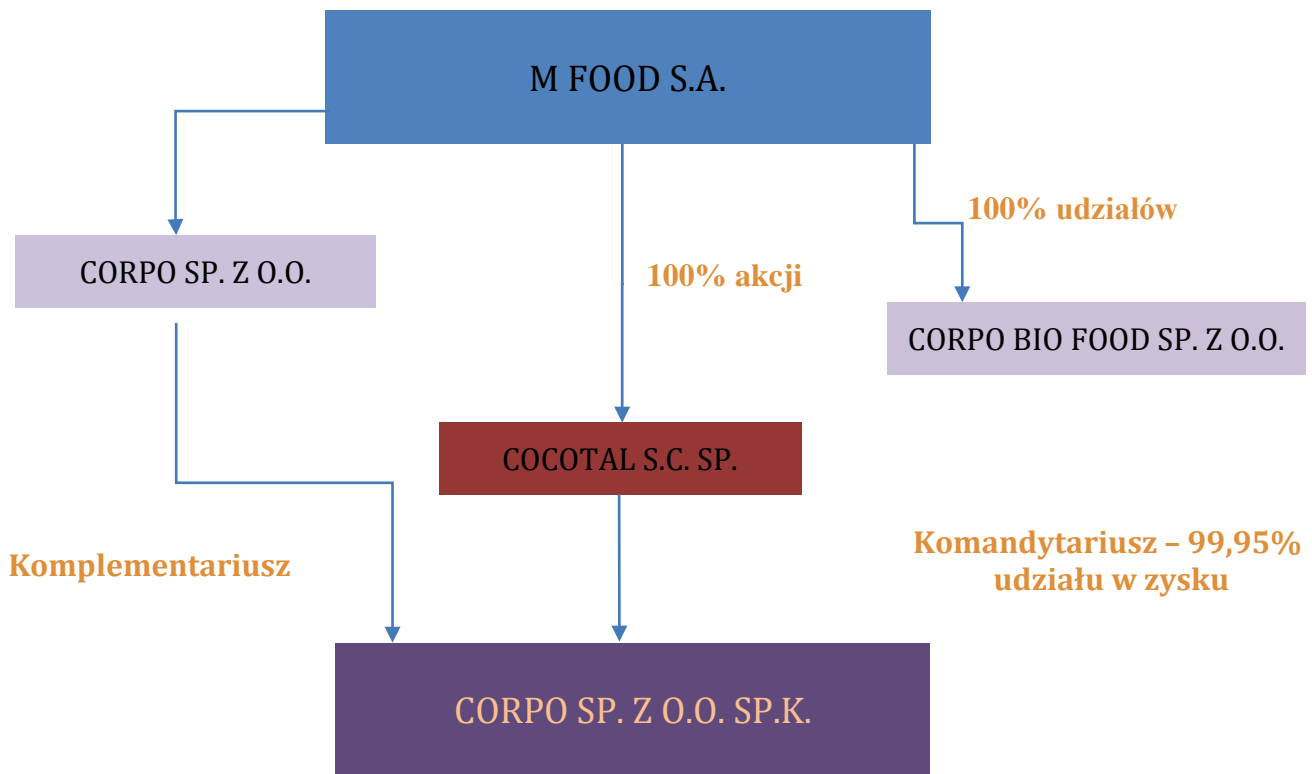 M FOOD S.A.
100% udziałów
CORPO SP. Z O.O.
100% akcji
CORPO BIO FOOD SP. Z O.O.
COCOTAL S.C. SP.
Komplementariusz
Komandytariusz – 99,95%
udziału w zysku
CORPO SP. Z O.O. SP.K.